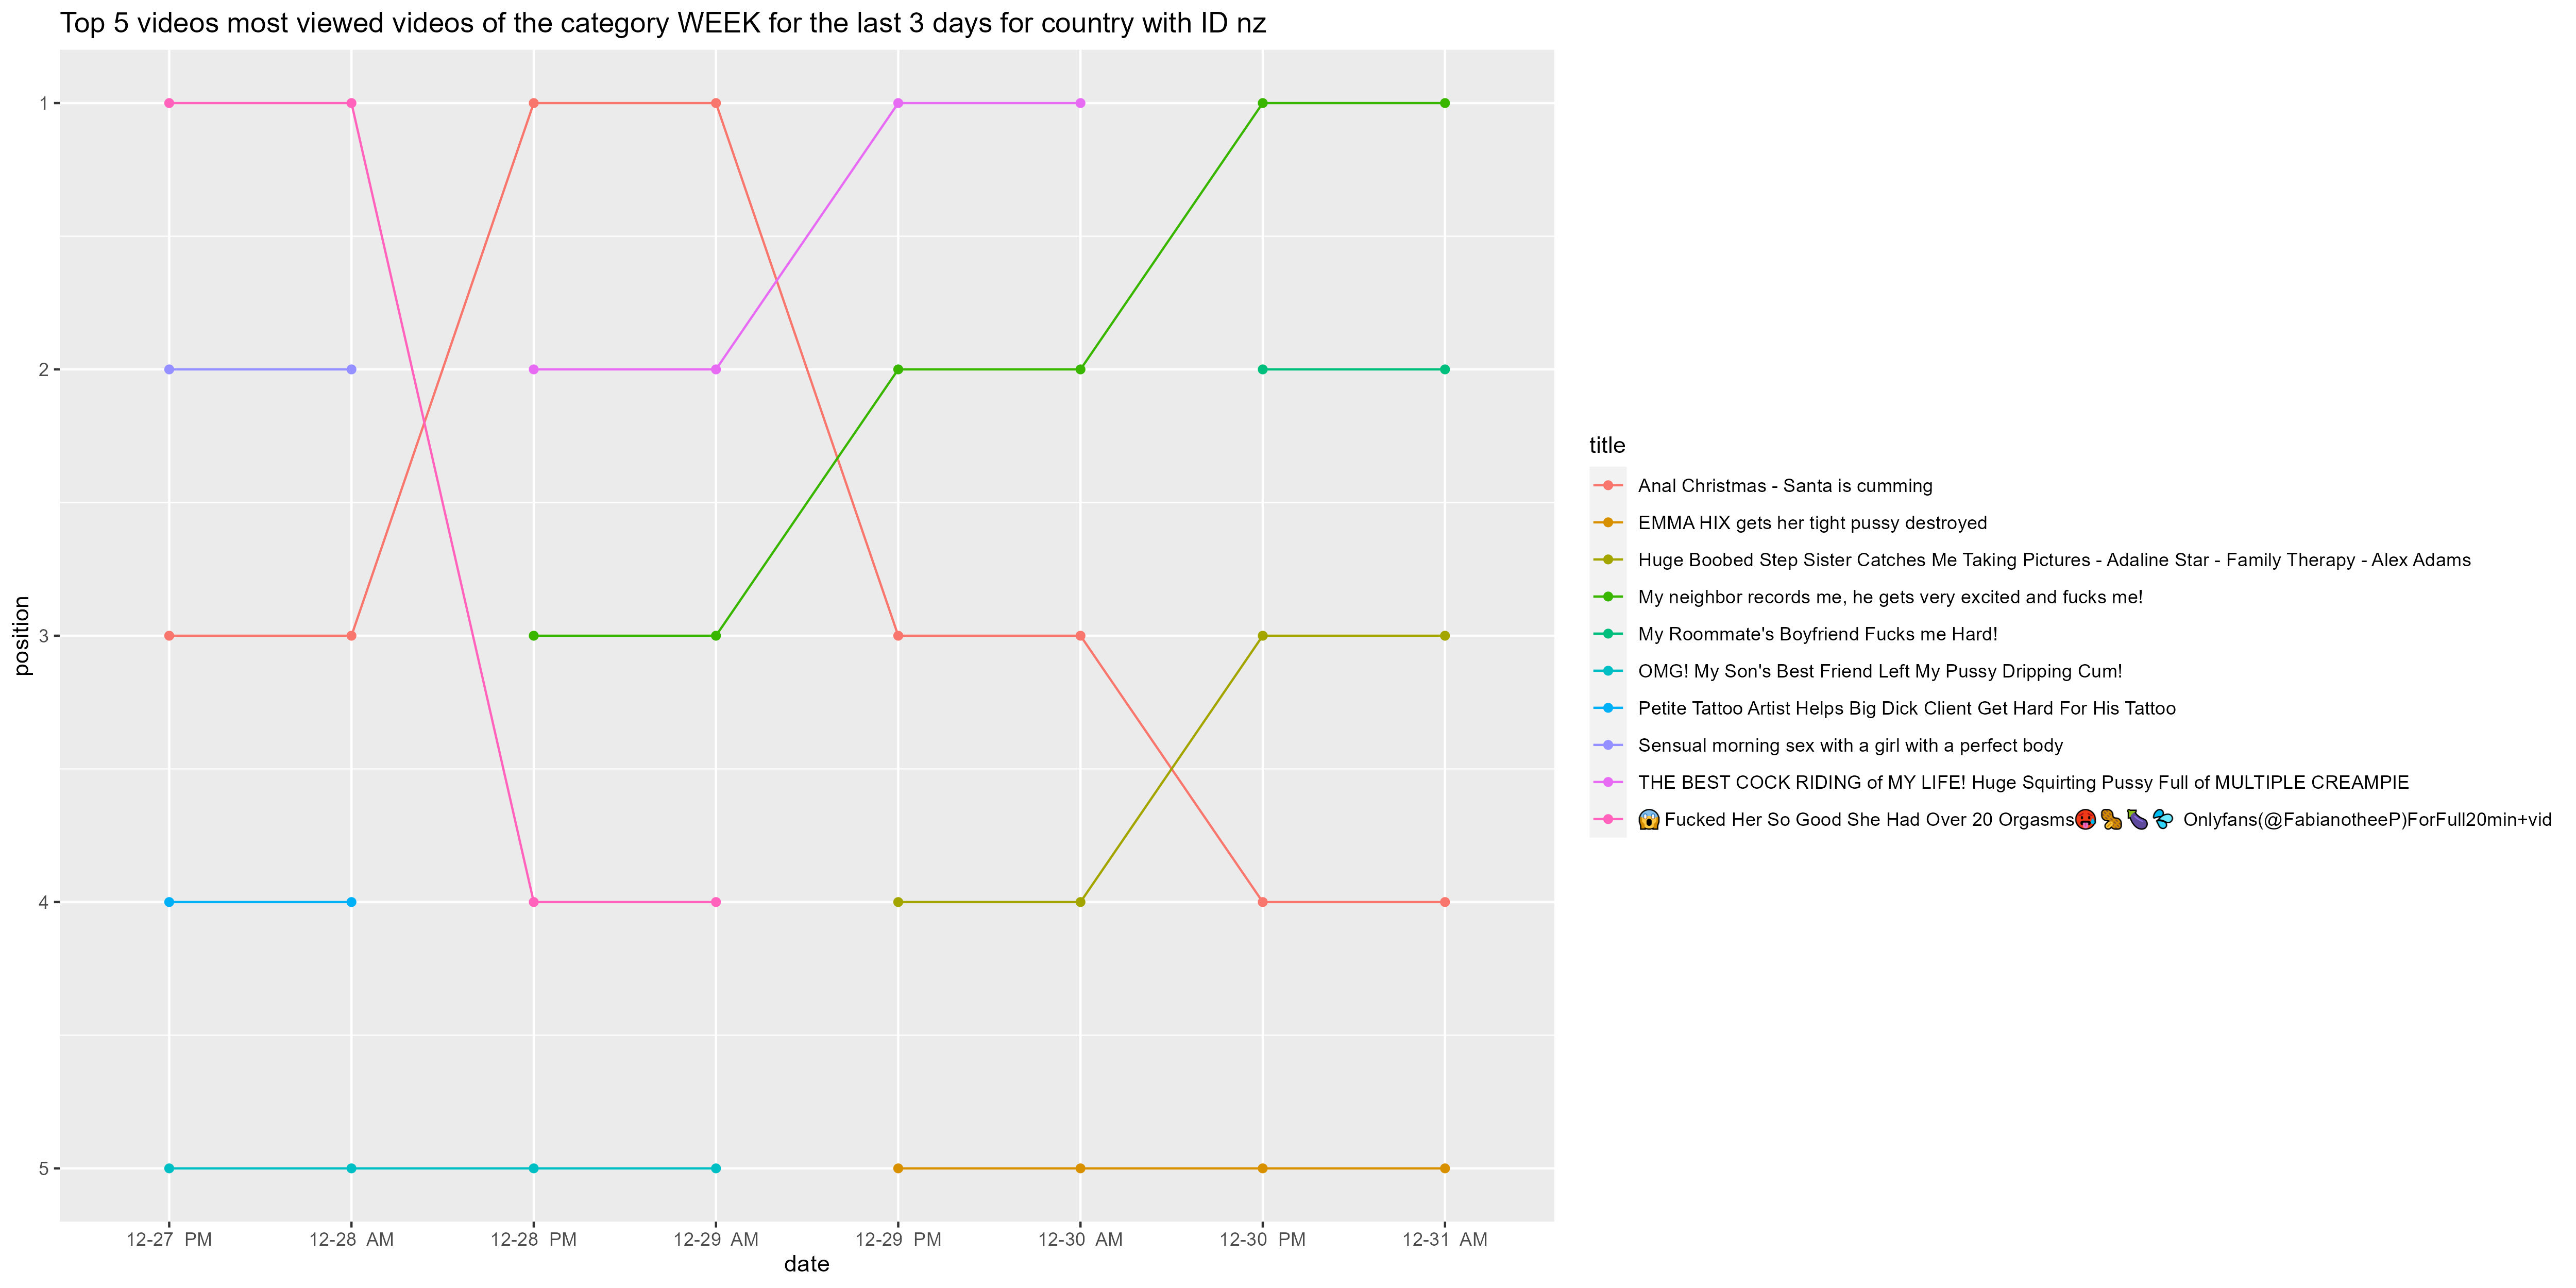 Top 5 videos most viewed videos of the category WEEK for the last 3 days for country with ID nz
position
1
2
3
4
5
12-27 PM
12-28 AM
12-28 PM
12-29 AM
12-29 PM
12-30 AM
12-30 PM
12-31 AM
date
title
Anal Christmas - Santa is cumming
EMMA HIX gets her tight pussy destroyed
Huge Boobed Step Sister Catches Me Taking Pictures - Adaline Star - Family Therapy - Alex Adams
My neighbor records me, he gets very excited and fucks me!
My Roommate's Boyfriend Fucks me Hard!
OMG! My Son's Best Friend Left My Pussy Dripping Cum!
Petite Tattoo Artist Helps Big Dick Client Get Hard For His Tattoo
Sensual morning sex with a girl with a perfect body
THE BEST COCK RIDING of MY LIFE! Huge Squirting Pussy Full of MULTIPLE CREAMPIE
😱 Fucked Her So Good She Had Over 20 Orgasms🥵 🥜 🍆 💦 Onlyfans(@FabianotheeP)ForFull20min+vid